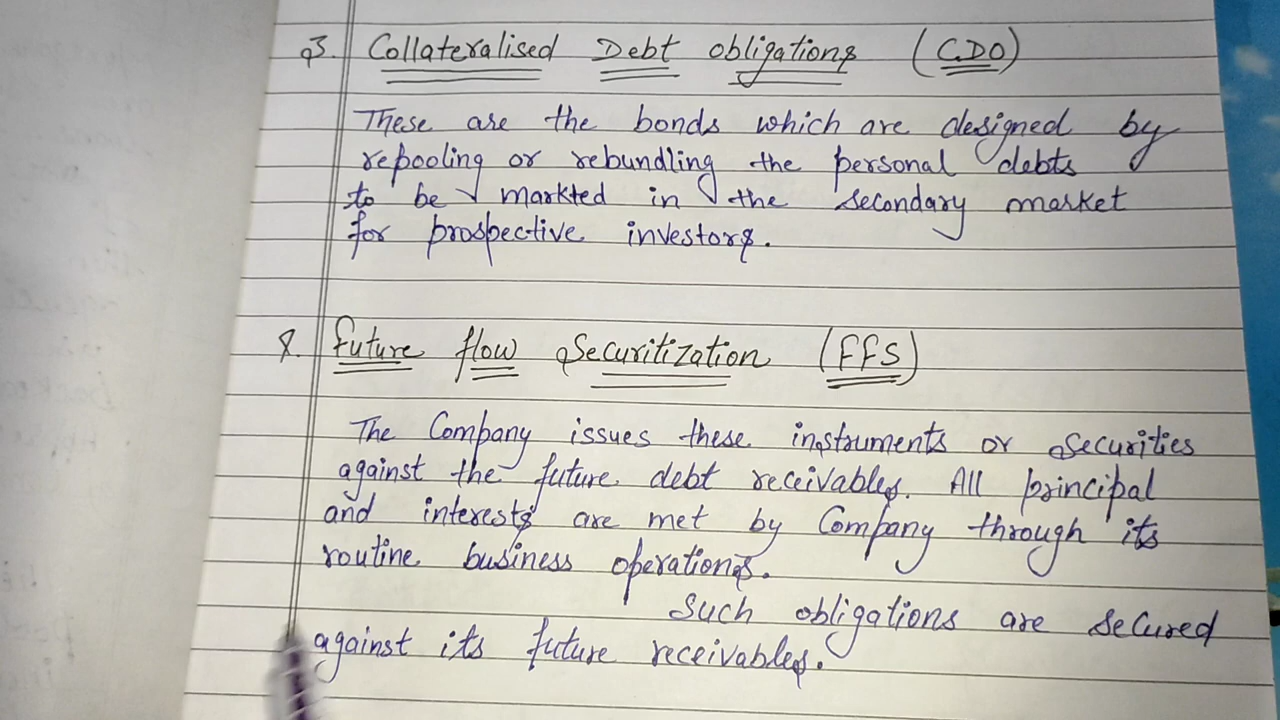 3. Collateralised Debt obligations (CDO)
These are the bonds which are designed by
repooling or rebundling the personal debts
to be markted in the secondary market
for prospective investors.
Future flow Securitization (FFS)
The Company issues these instruments or Securities
against the future debt receivables. All principal
and interests are met by Company through its
routine business operations.
Such obligations are secured
against its future receivables.